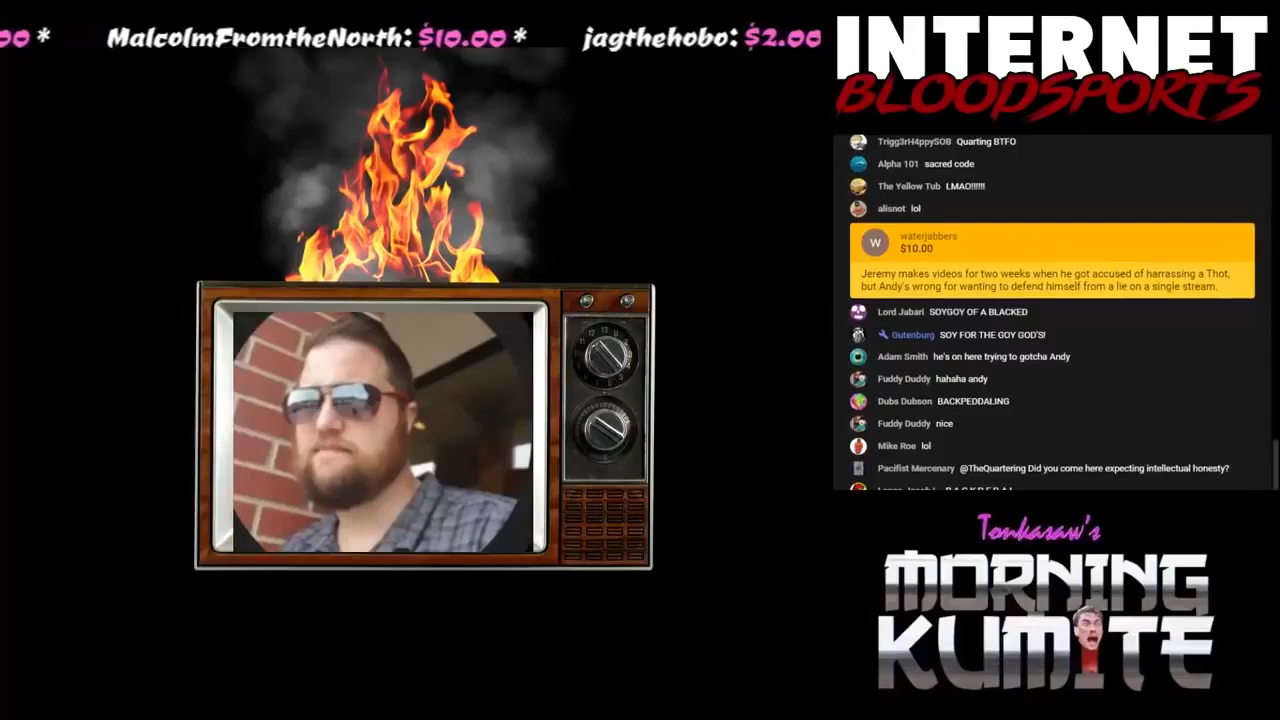 00 * MalcolmFromtheNorth: $10.00 * jagthehobo: $2.00
INTERNET
BLOODSPORTS
Trigg3rH4ppySOB Quarting BTFO
Alpha 101 sacred code
The Yellow Tub LMAO!!!!!!
alisnot lol
W
waterjabbers
$10.00
Jeremy makes videos for two weeks when he got accused of harrassing a Thot,
but Andy's wrong for wanting to defend himself from a lie on a single stream.
Lord Jabari SOYGOY OF A BLACKED
Gutenburg SOY FOR THE GOY GOD'S!
Adam Smith he's on here trying to gotcha Andy
Fuddy Duddy hahaha andy
Dubs Dobson BACKPEDDALING
Fuddy Duddy nice
Mike Roe lol
Pacifist Mercenary @TheQuartering Did you come here expecting intellectual honesty?
Tonkasaw's
MORNING
KUMITE